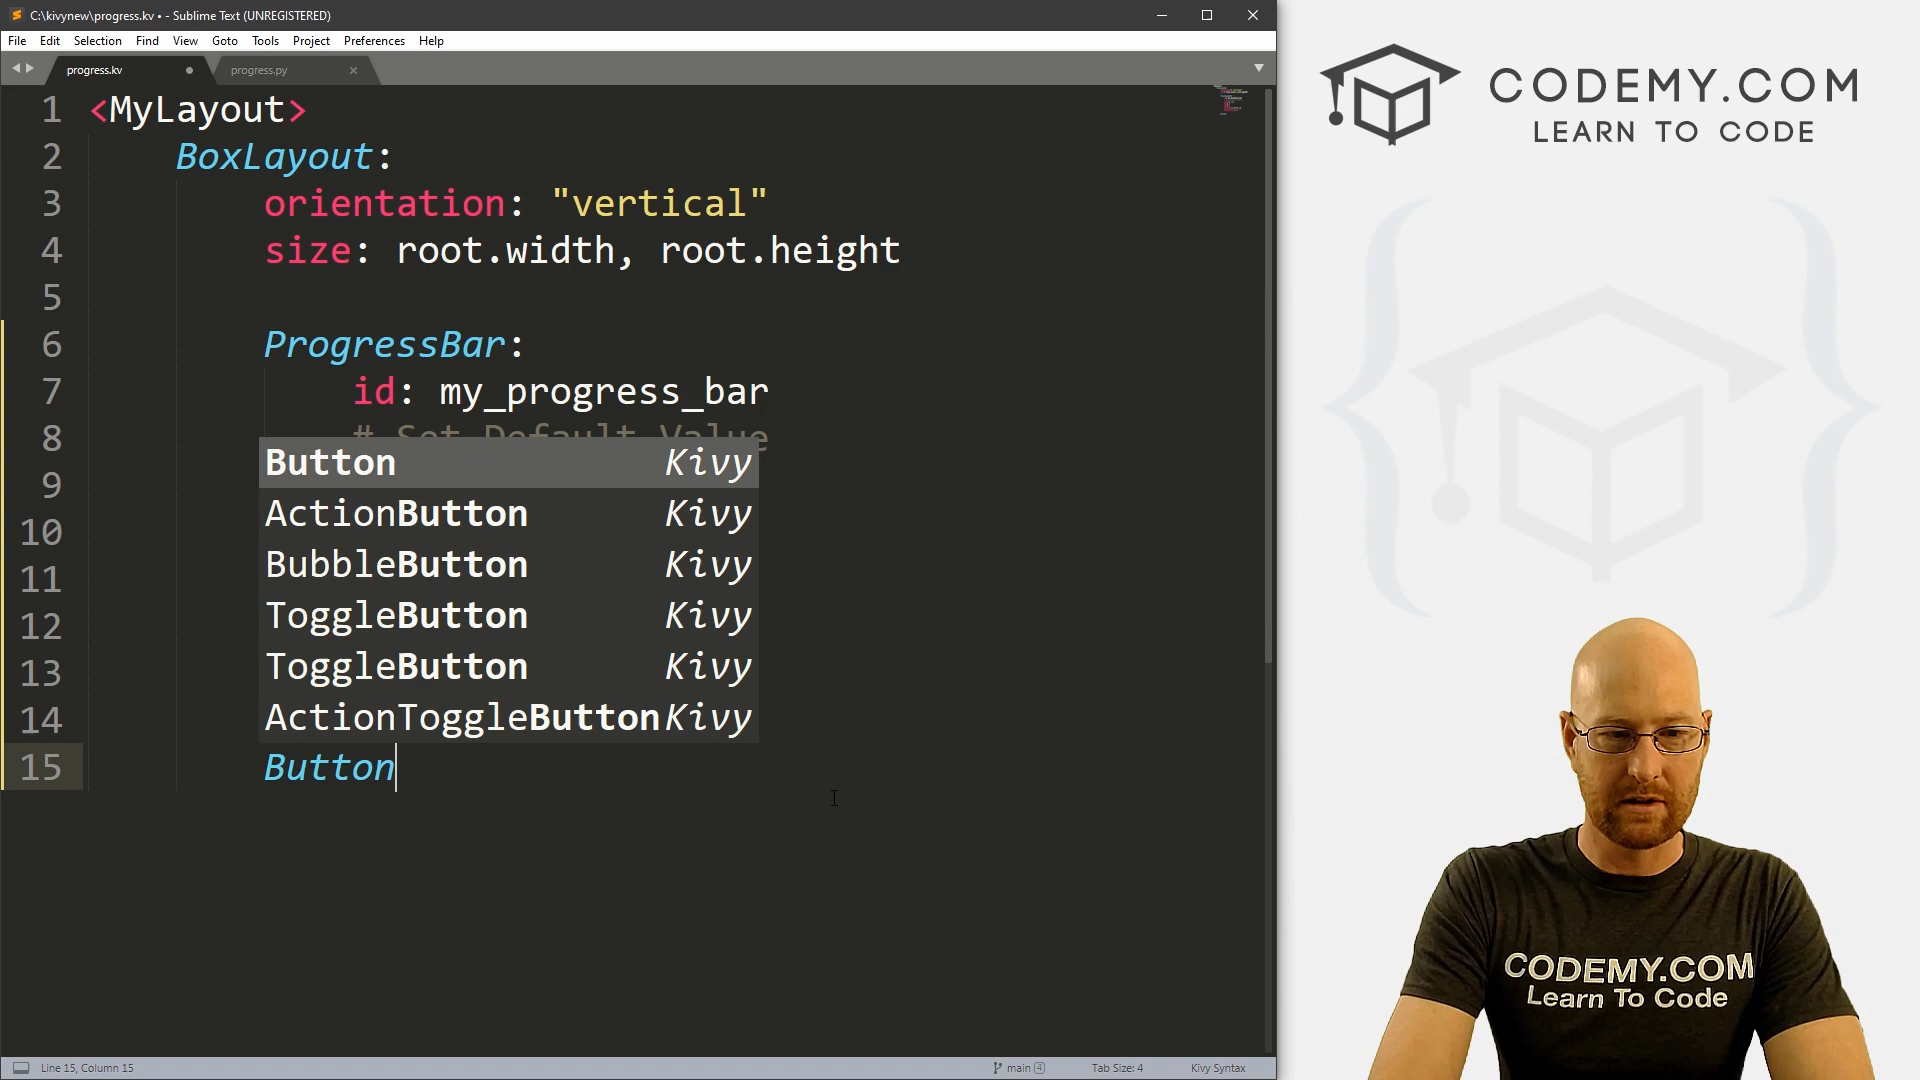 C:\kivynew\progress.kv • - Sublime Text (UNREGISTERED)
File Edit Selection Find View Goto Tools Project Preferences Help
progress.kv progress.py
1 <MyLayout>
2 BoxLayout:
3 orientation: "vertical"
4 size: root.width, root.height
5
6 ProgressBar:
7 id: my_progress_bar
8 # Set Default Value
9 Button Kivy
10 ActionButton Kivy
11 BubbleButton Kivy
12 ToggleButton Kivy
13 ToggleButton Kivy
14 ActionToggleButton Kivy
15 Button
Line 15, Column 15 main 4 Tab Size: 4 Kivy Syntax
CODEMY.COM
LEARN TO CODE
CODEMY.COM
Learn To Code